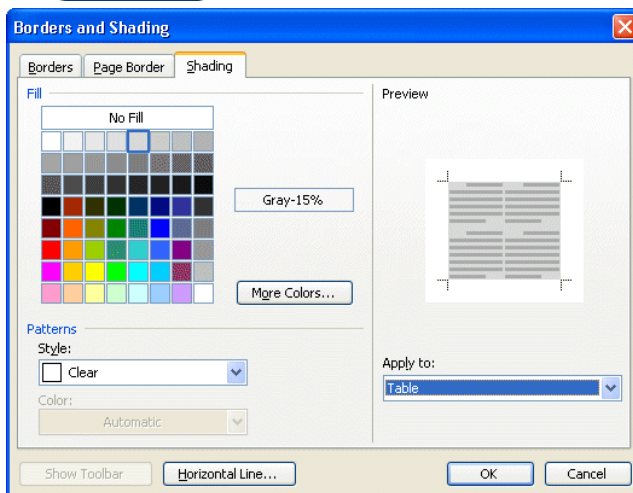 Borders and Shading
Borders
Page Border
Shading
Fill
No Fill
Gray-15%
More Colors...
Preview
Patterns
Style:
Clear
Color:
Automatic
Apply to:
Table
Show Toolbar
Horizontal Line...
OK
Cancel